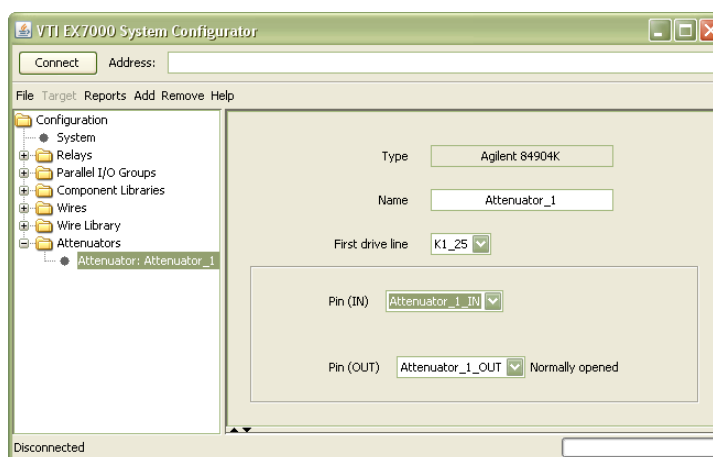 VTI EX7000 System Configurator
Connect Address:
File Target Reports Add Remove Help
Configuration
System
Relays
Parallel I/O Groups
Component Libraries
Wires
Wire Library
Attenuators
Attenuator: Attenuator_1
Type Agilent 84904K
Name Attenuator_1
First drive line K1_25
Pin (IN) Attenuator_1_IN
Pin (OUT) Attenuator_1_OUT Normally opened
Disconnected